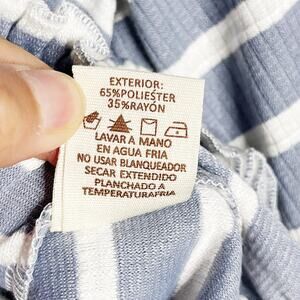 EXTERIOR:
65%POLIESTER
35%RAYÓN
LAVAR A MANO
EN AGUA FRIA
NO USAR BLANQUEADOR
SECAR EXTENDIDO
PLANCHADO A
TEMPERATURAFRIA